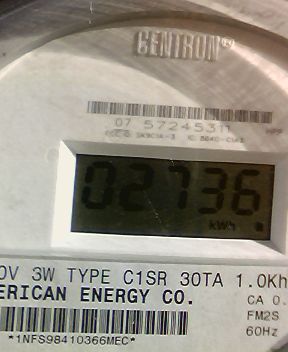 CENTRON®
07 57245311
02736
kWh
0V 3W TYPE C1SR 30TA 1.0Kh
ERICAN ENERGY CO. CA 0.
FM2S
60Hz
*1NFS98410366MEC*